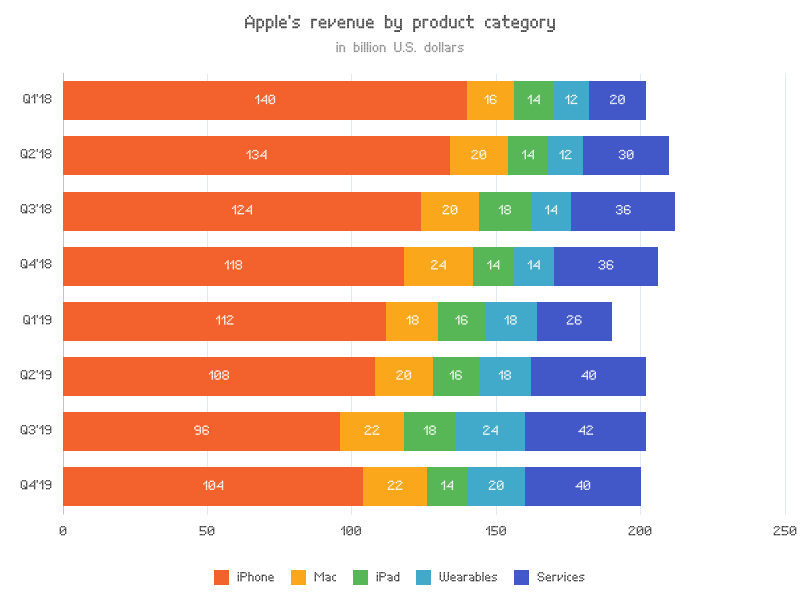 Apple's revenue by product category
in billion U.S. dollars
Q1'18 140 16 14 12 20
Q2'18 134 20 14 12 30
Q3'18 124 20 18 14 36
Q4'18 118 24 14 14 36
Q1'19 112 18 16 18 26
Q2'19 108 20 16 18 40
Q3'19 96 22 18 24 42
Q4'19 104 22 14 20 40
0 50 100 150 200 250
iPhone Mac iPad Wearables Services